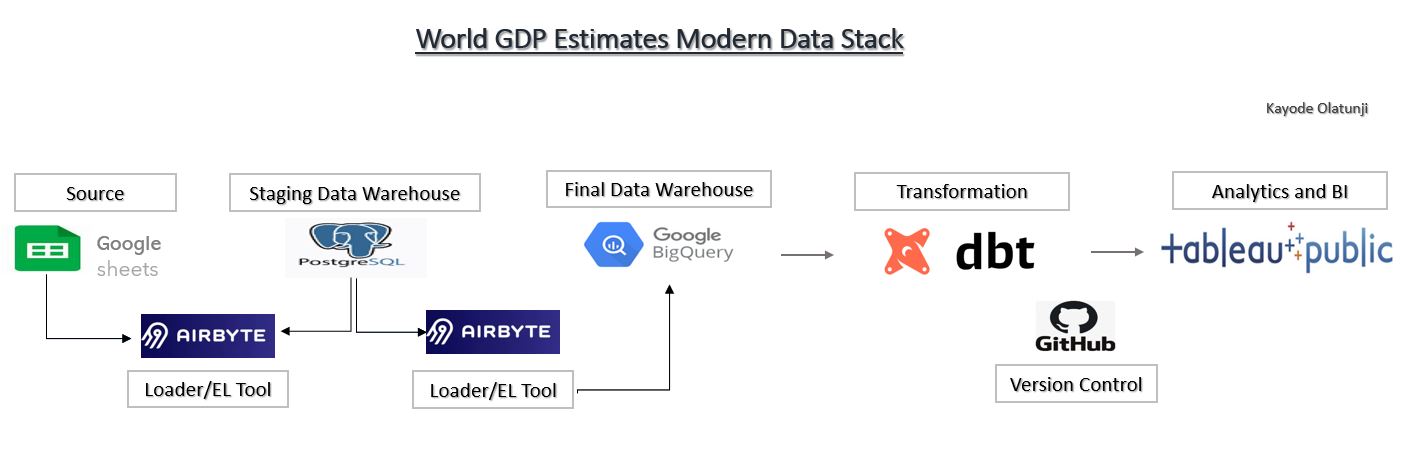 World GDP Estimates Modern Data Stack
Kayode Olatunji
Source
Staging Data Warehouse
Final Data Warehouse
Transformation
Analytics and BI
Google
sheets
PostgreSQL
Google
BigQuery
dbt
+ableau++public
AIRBYTE
AIRBYTE
GitHub
Loader/EL Tool
Loader/EL Tool
Version Control